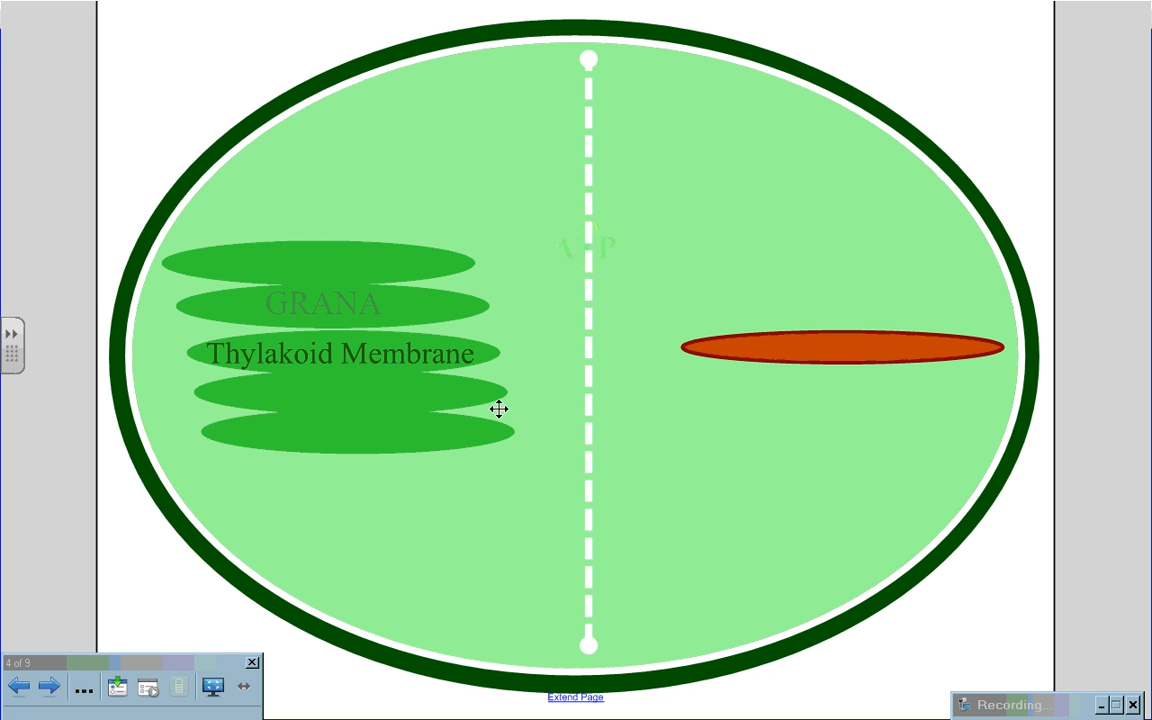 GRANA
Thylakoid Membrane
4 of 9
...
Extend Page
Recording...